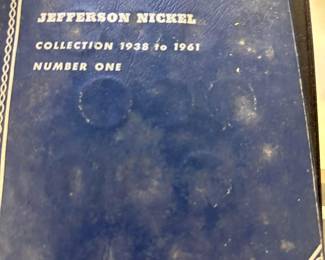 JEFFERSON NICKEL
COLLECTION 1938 to 1961
NUMBER ONE